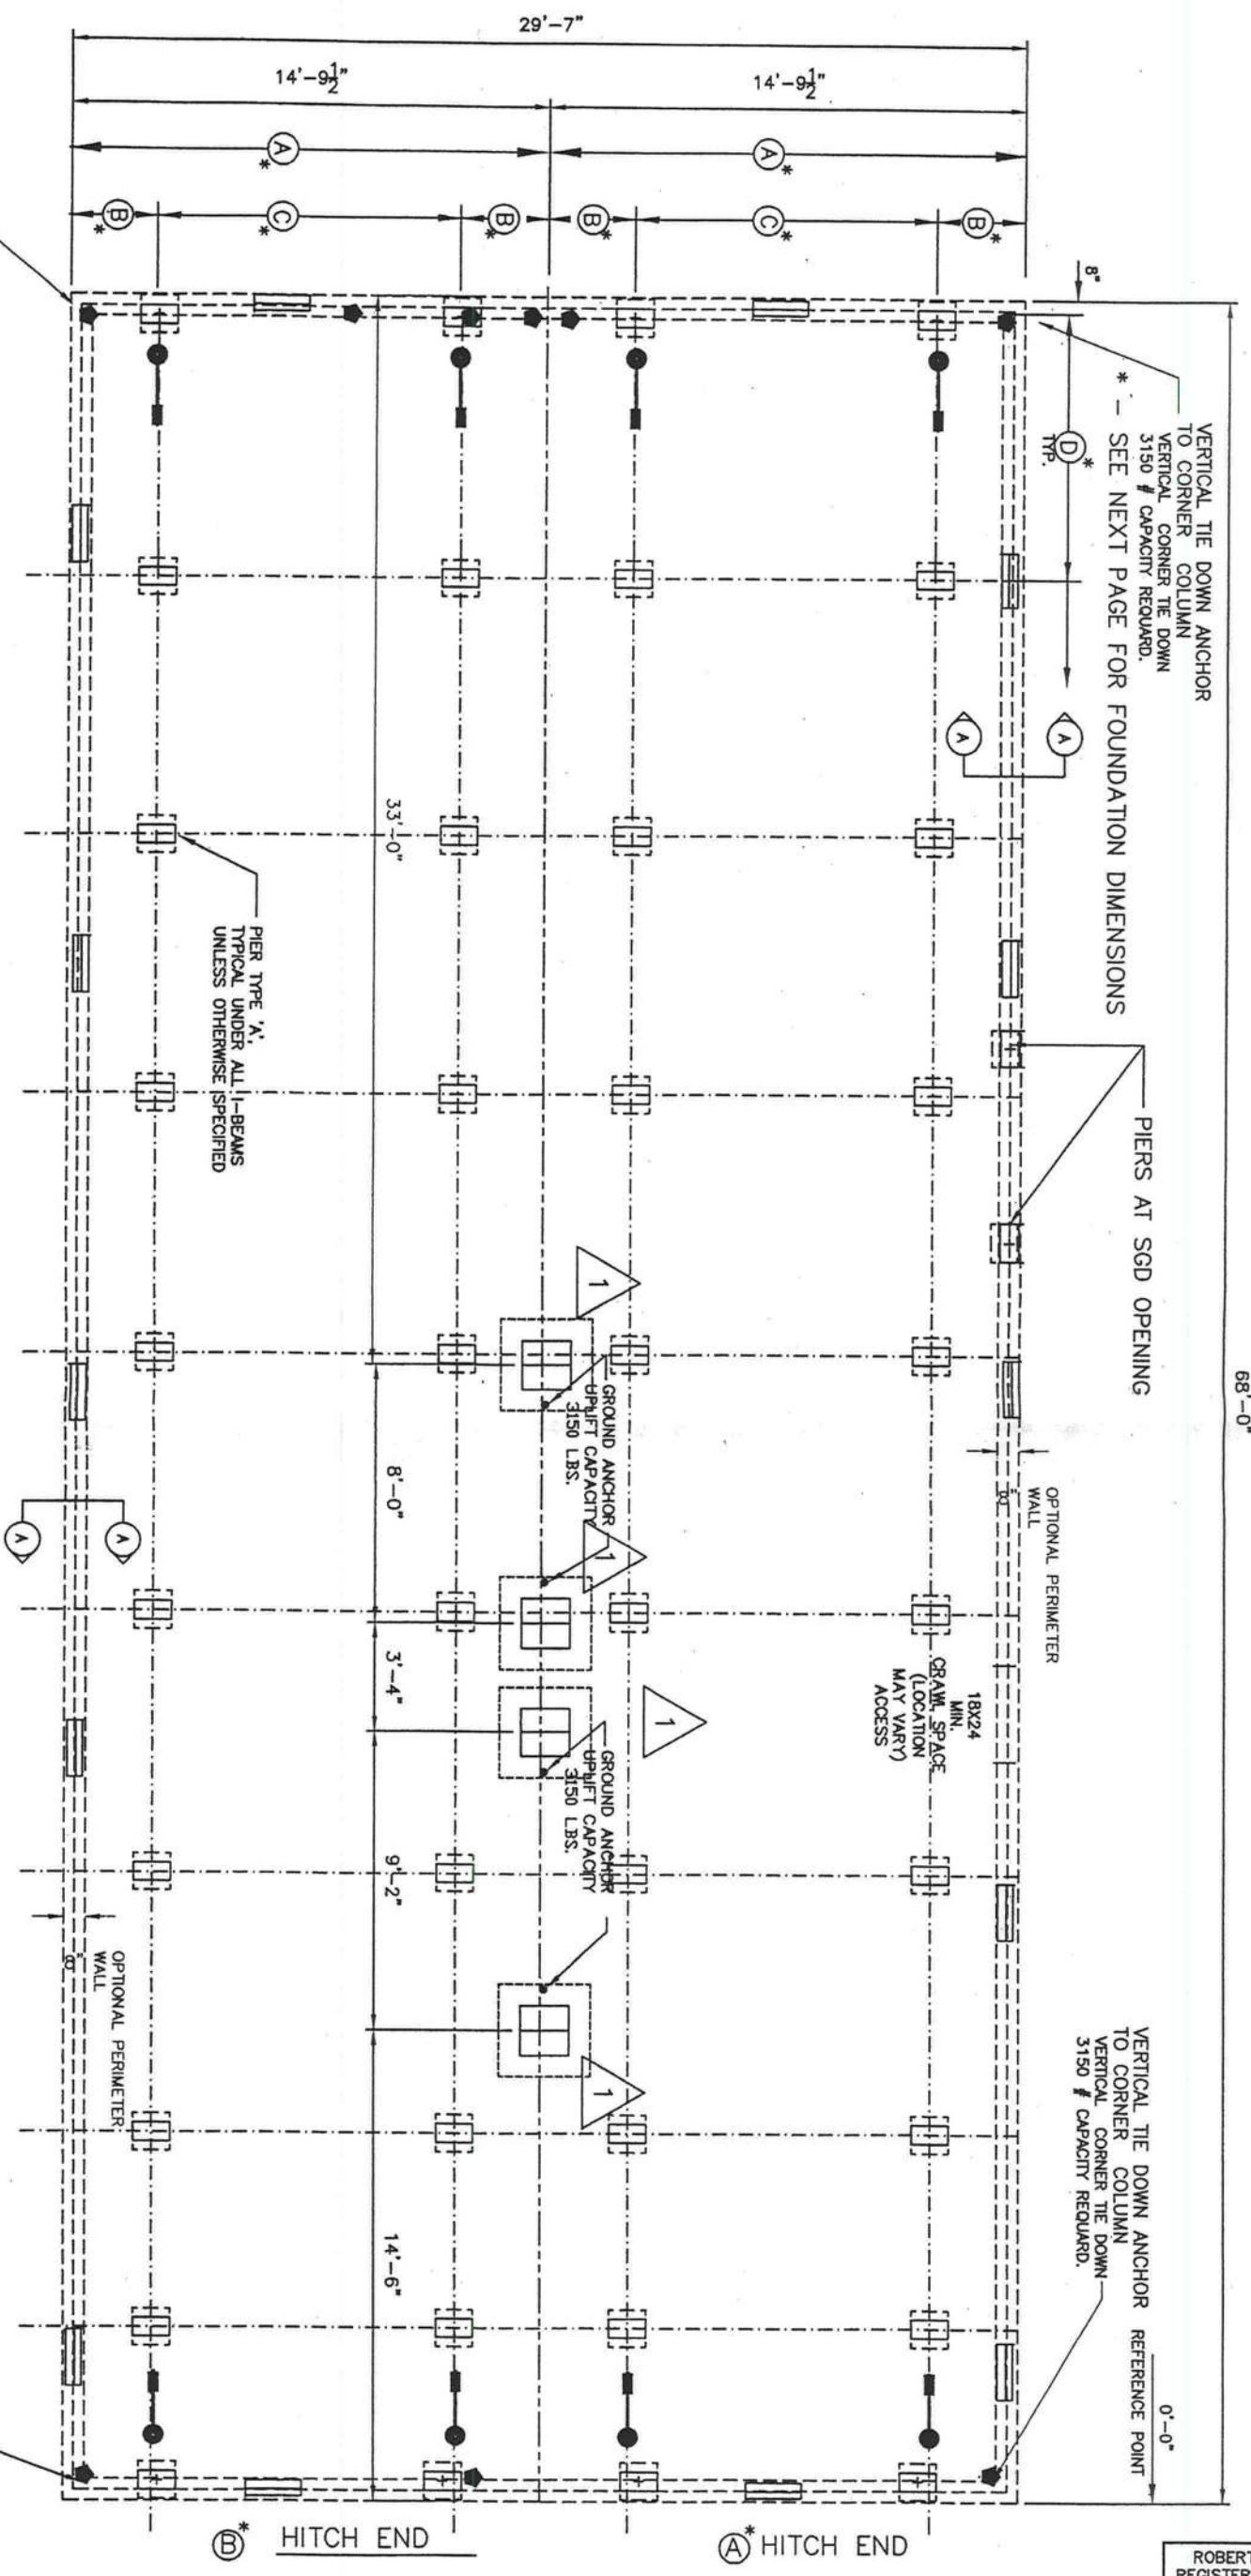 29'-7"
14'-9½"
14'-9½"
A*
A*
B*
C*
B*
B*
C*
B*
8"
D*
TYP.
VERTICAL TIE DOWN ANCHOR
TO CORNER COLUMN
VERTICAL CORNER TIE DOWN
3150 # CAPACITY REQUARD.
* - SEE NEXT PAGE FOR FOUNDATION DIMENSIONS
A
A
68'-0"
33'-0"
PIER TYPE 'A',
TYPICAL UNDER ALL I-BEAMS
UNLESS OTHERWISE SPECIFIED
PIERS AT SGD OPENING
1
GROUND ANCHOR
UPLIFT CAPACITY
3150 LBS.
8'-0"
1
OPTIONAL PERIMETER
WALL
8"
A
A
3'-4"
18X24
MIN.
CRAWL SPACE
(LOCATION
MAY VARY)
ACCESS
1
GROUND ANCHOR
UPLIFT CAPACITY
3150 LBS.
9'-2"
OPTIONAL PERIMETER
WALL
8"
1
VERTICAL TIE DOWN ANCHOR
TO CORNER COLUMN
VERTICAL CORNER TIE DOWN
3150 # CAPACITY REQUARD.
REFERENCE POINT
0'-0"
14'-6"
B* HITCH END
A* HITCH END
ROBERT
REGISTER